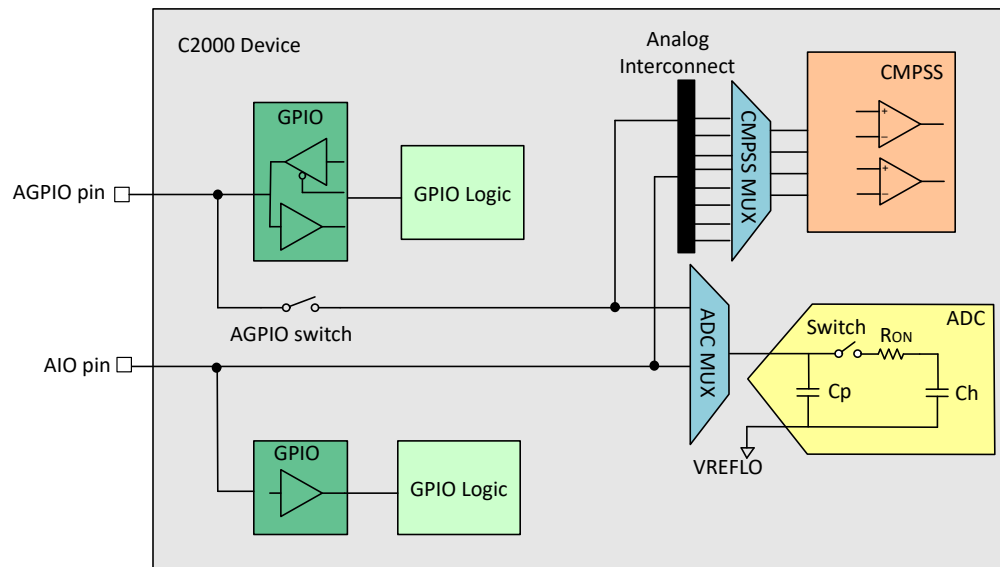 C2000 Device
Analog
Interconnect
CMPSS
GPIO
CMPSS MUX
+
−
+
−
GPIO Logic
AGPIO pin
AGPIO switch
ADC MUX
ADC
Switch
RON
AIO pin
Cp
Ch
GPIO
GPIO Logic
VREFLO